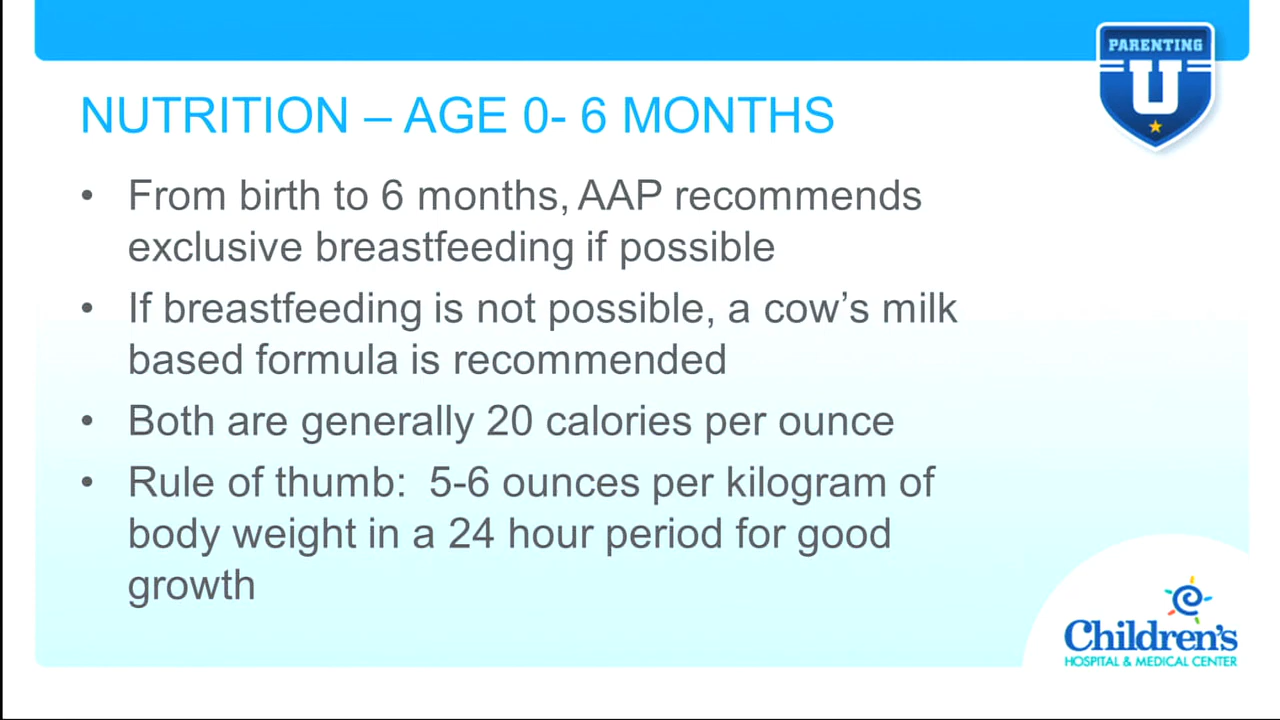 PARENTING
U
NUTRITION – AGE 0- 6 MONTHS
• From birth to 6 months, AAP recommends
exclusive breastfeeding if possible
• If breastfeeding is not possible, a cow’s milk
based formula is recommended
• Both are generally 20 calories per ounce
• Rule of thumb:  5-6 ounces per kilogram of
body weight in a 24 hour period for good
growth
Children's
HOSPITAL & MEDICAL CENTER